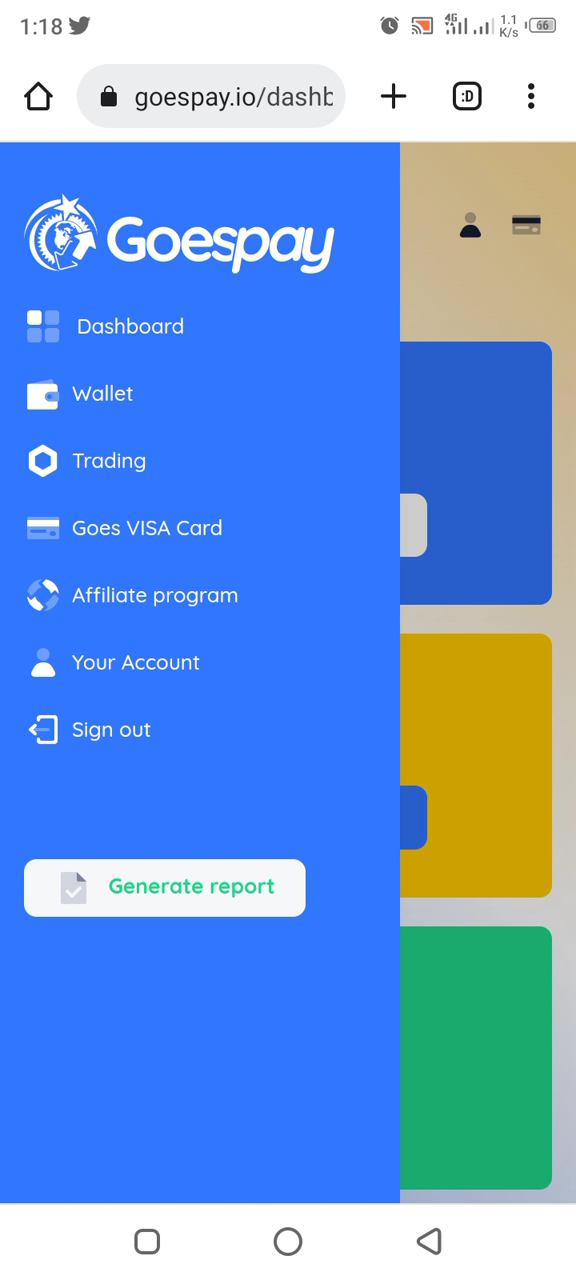 1:18
4G
1.1
K/s
66
goespay.io/dashb
:D
Goespay
Dashboard
Wallet
Trading
Goes VISA Card
Affiliate program
Your Account
Sign out
Generate report